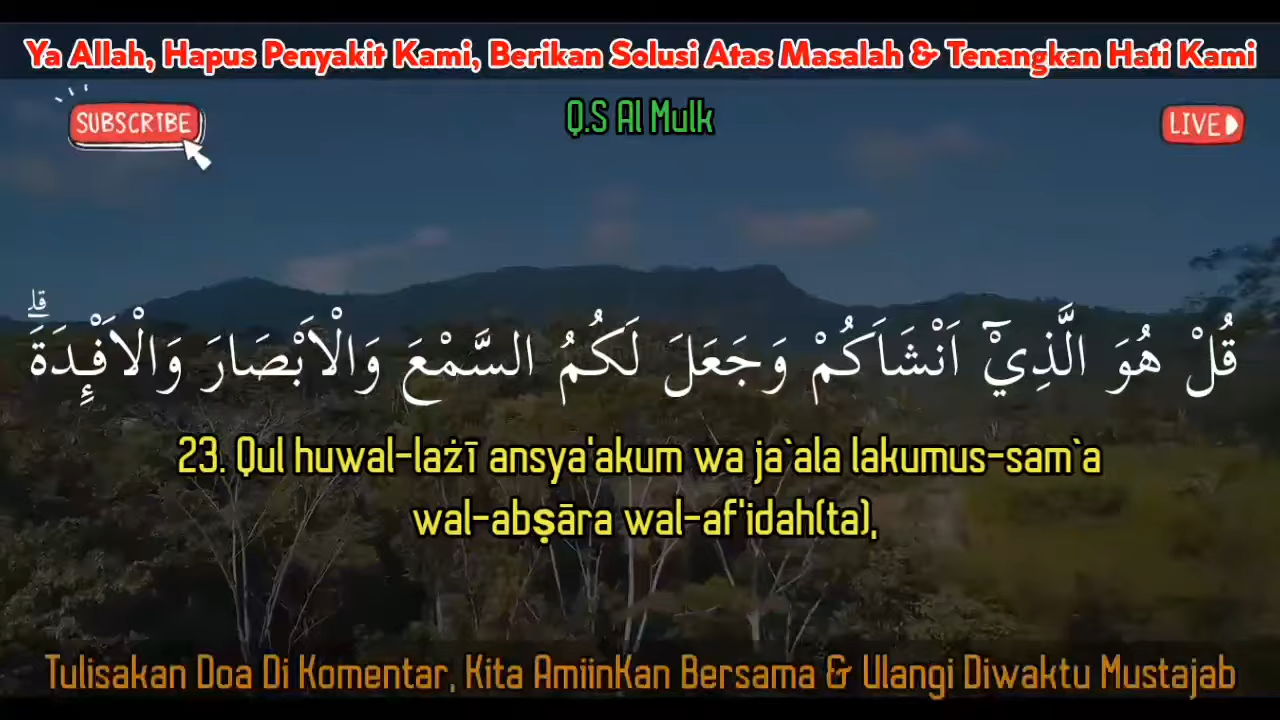 Ya Allah, Hapus Penyakit Kami, Berikan Solusi Atas Masalah & Tenangkan Hati Kami
SUBSCRIBE
Q.S Al Mulk
LIVE
قُلْ هُوَ الَّذِيْٓ اَنْشَاَكُمْ وَجَعَلَ لَكُمُ السَّمْعَ وَالْاَبْصَارَ وَالْاَفْـِٕدَةَۗ
23. Qul huwal-lażī ansya'akum wa ja`ala lakumus-sam`a
wal-abṣāra wal-af'idah(ta),
Tulisakan Doa Di Komentar, Kita AmiinKan Bersama & Ulangi Diwaktu Mustajab